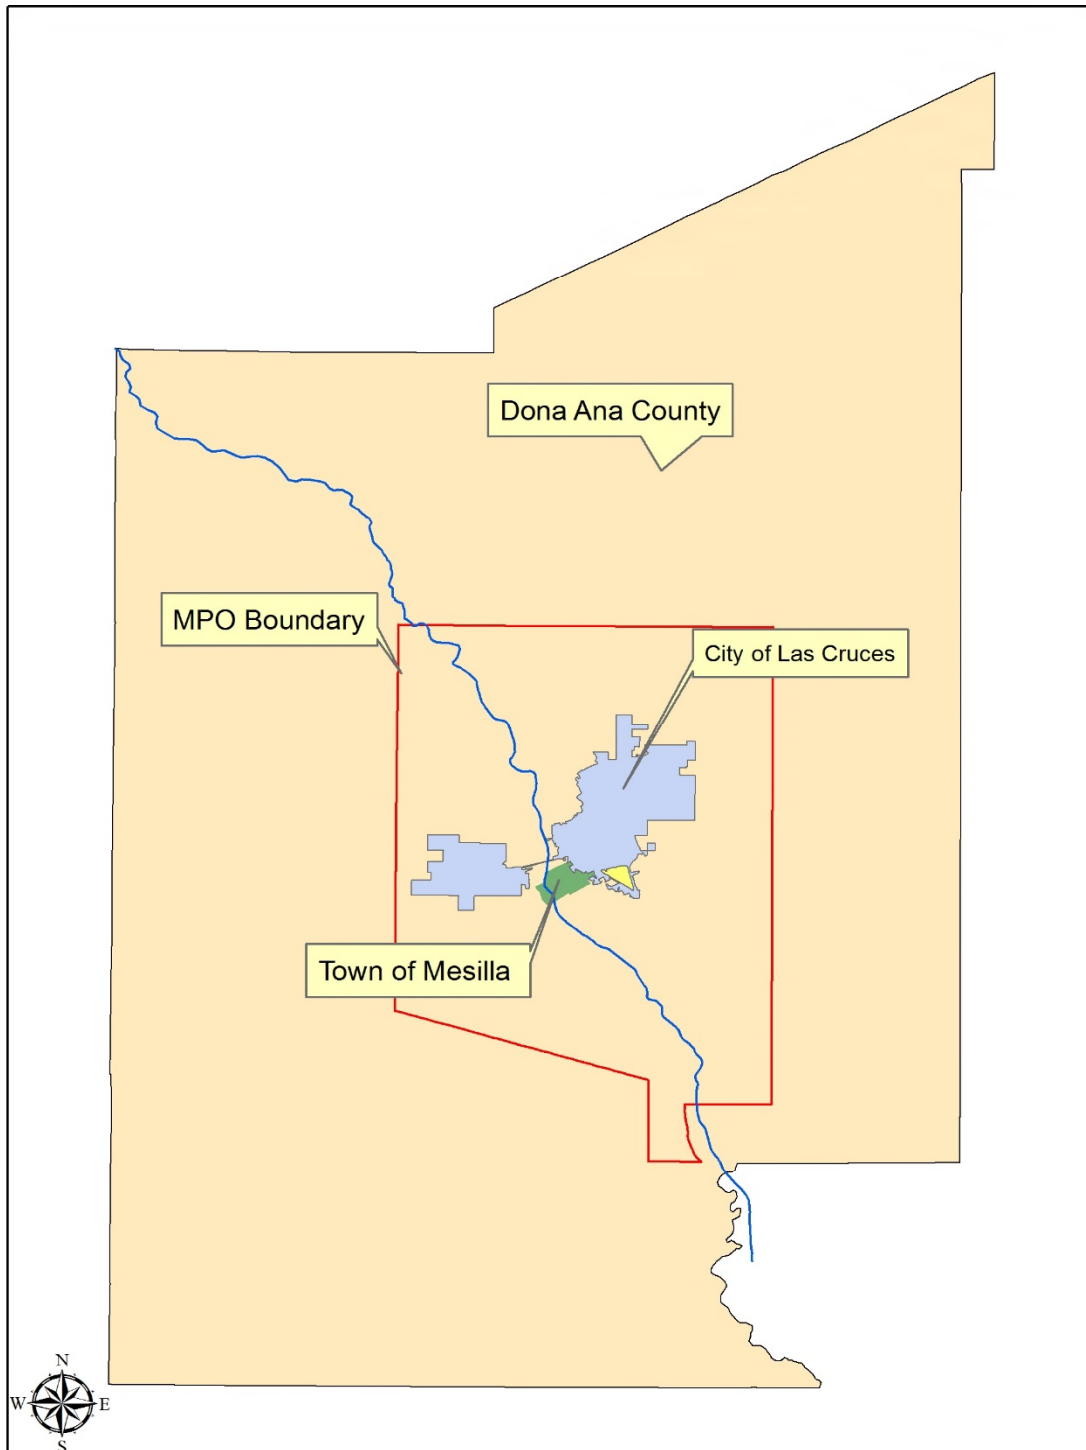 Dona Ana County
MPO Boundary
City of Las Cruces
Town of Mesilla
N
W E
S